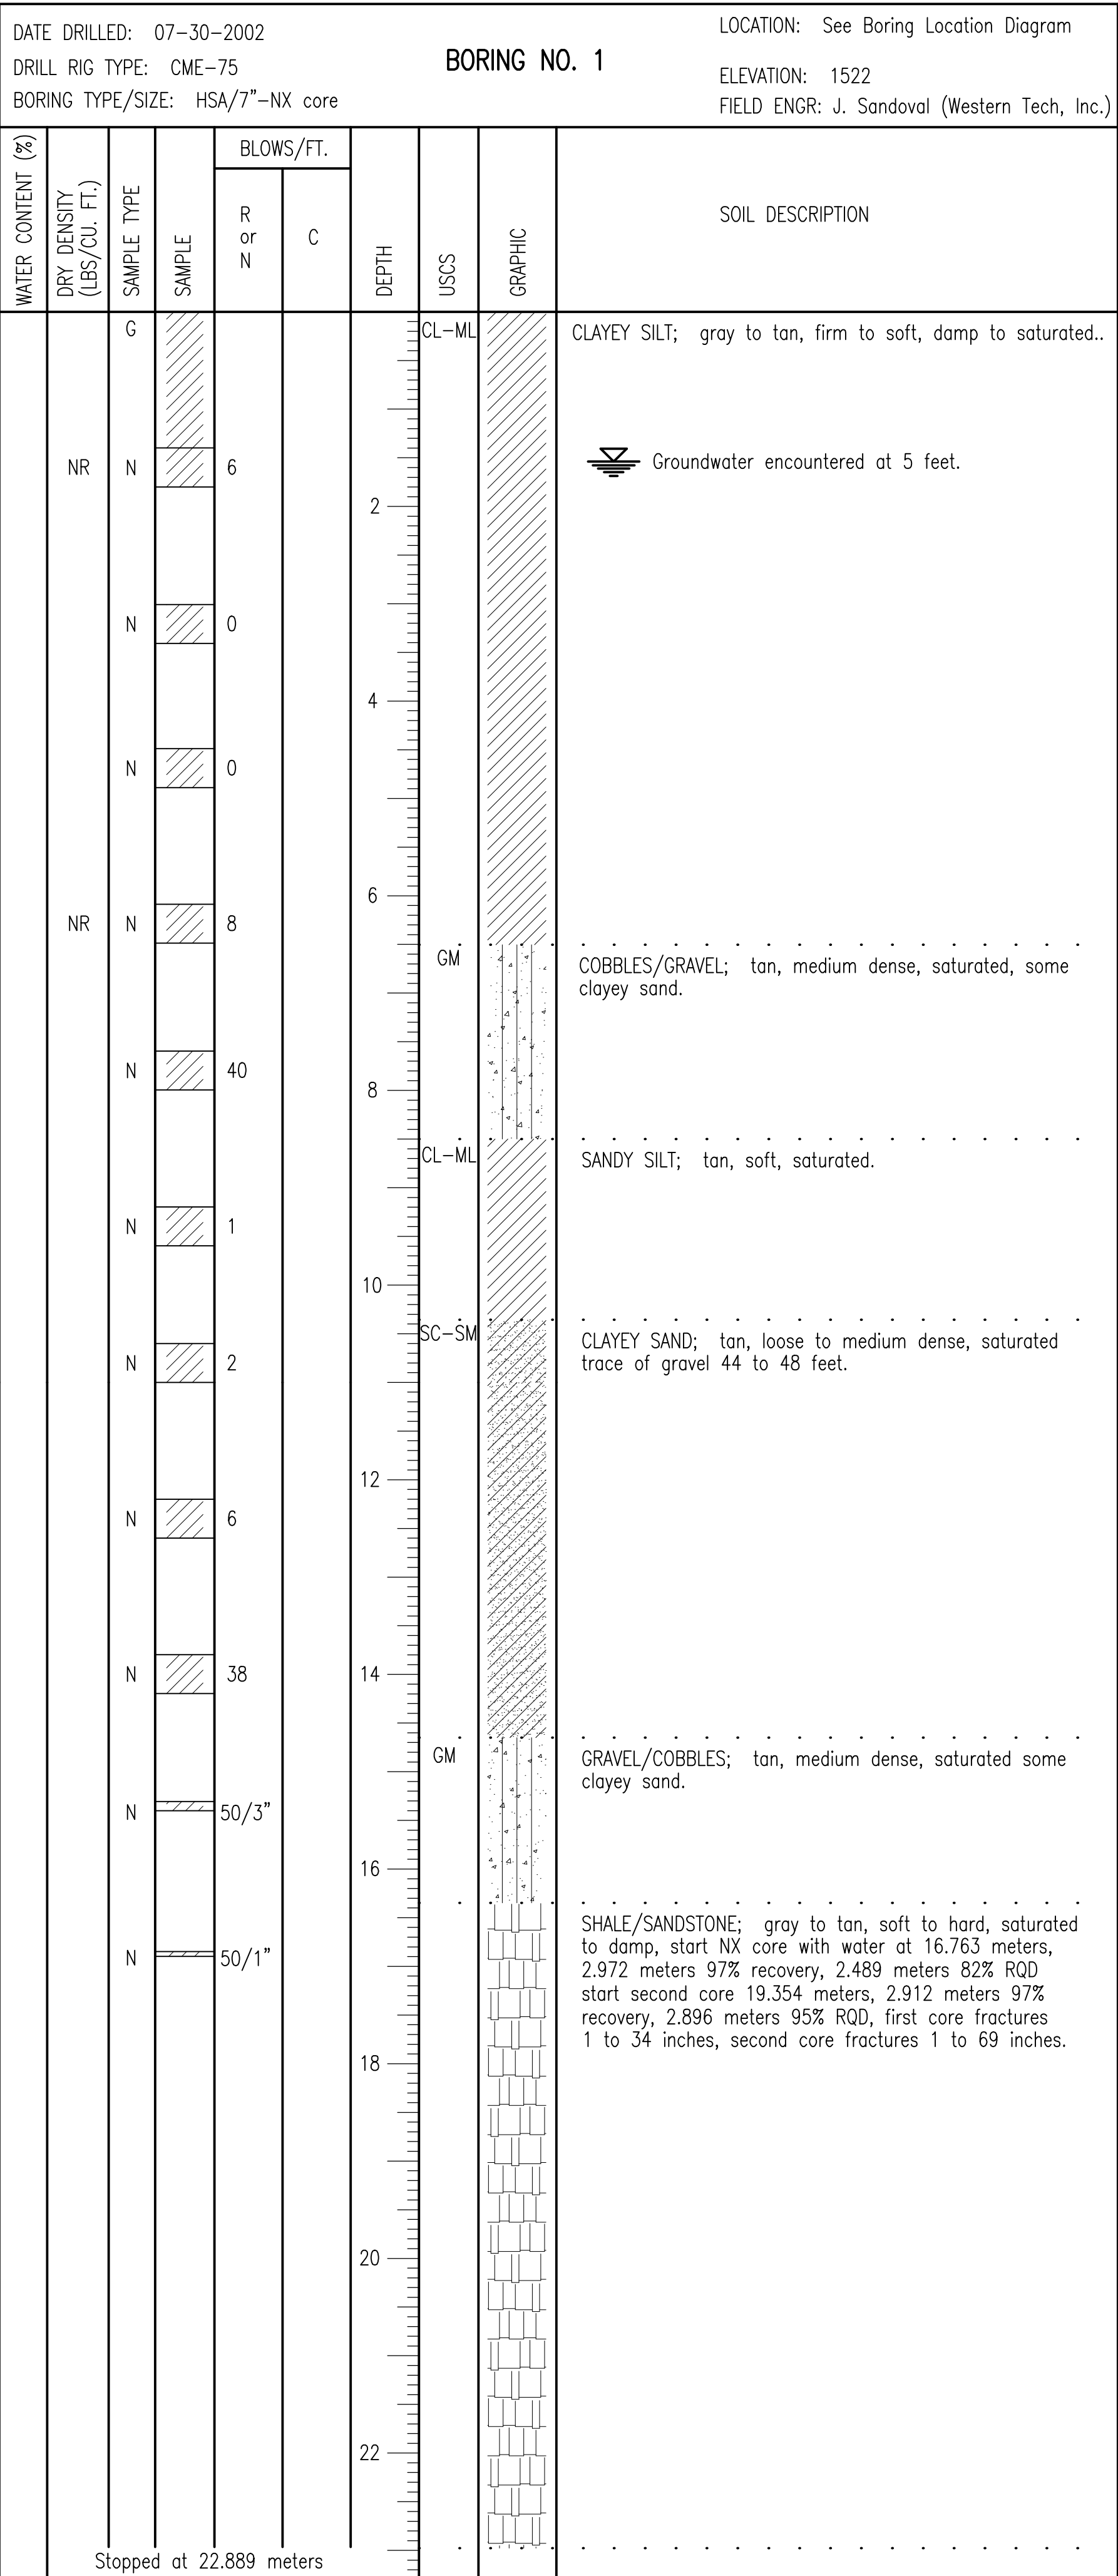 DATE DRILLED: 07-30-2002
DRILL RIG TYPE: CME-75
BORING TYPE/SIZE: HSA/7"-NX core
BORING NO. 1
LOCATION: See Boring Location Diagram
ELEVATION: 1522
FIELD ENGR: J. Sandoval (Western Tech, Inc.)
WATER CONTENT (%)
DRY DENSITY
(LBS/CU. FT.)
SAMPLE TYPE
SAMPLE
BLOWS/FT.
R
or
N
C
DEPTH
USCS
GRAPHIC
SOIL DESCRIPTION
G CL-ML CLAYEY SILT; gray to tan, firm to soft, damp to saturated..
NR N 6 Groundwater encountered at 5 feet.
2
N 0
4
N 0
6
NR N 8
GM COBBLES/GRAVEL; tan, medium dense, saturated, some
clayey sand.
N 40
8
CL-ML SANDY SILT; tan, soft, saturated.
N 1
10
SC-SM CLAYEY SAND; tan, loose to medium dense, saturated
trace of gravel 44 to 48 feet.
N 2
12
N 6
N 38 14
GM GRAVEL/COBBLES; tan, medium dense, saturated some
clayey sand.
N 50/3"
16
SHALE/SANDSTONE; gray to tan, soft to hard, saturated
to damp, start NX core with water at 16.763 meters,
N 50/1"
2.972 meters 97% recovery, 2.489 meters 82% RQD
start second core 19.354 meters, 2.912 meters 97%
recovery, 2.896 meters 95% RQD, first core fractures
1 to 34 inches, second core fractures 1 to 69 inches.
18
20
22
Stopped at 22.889 meters